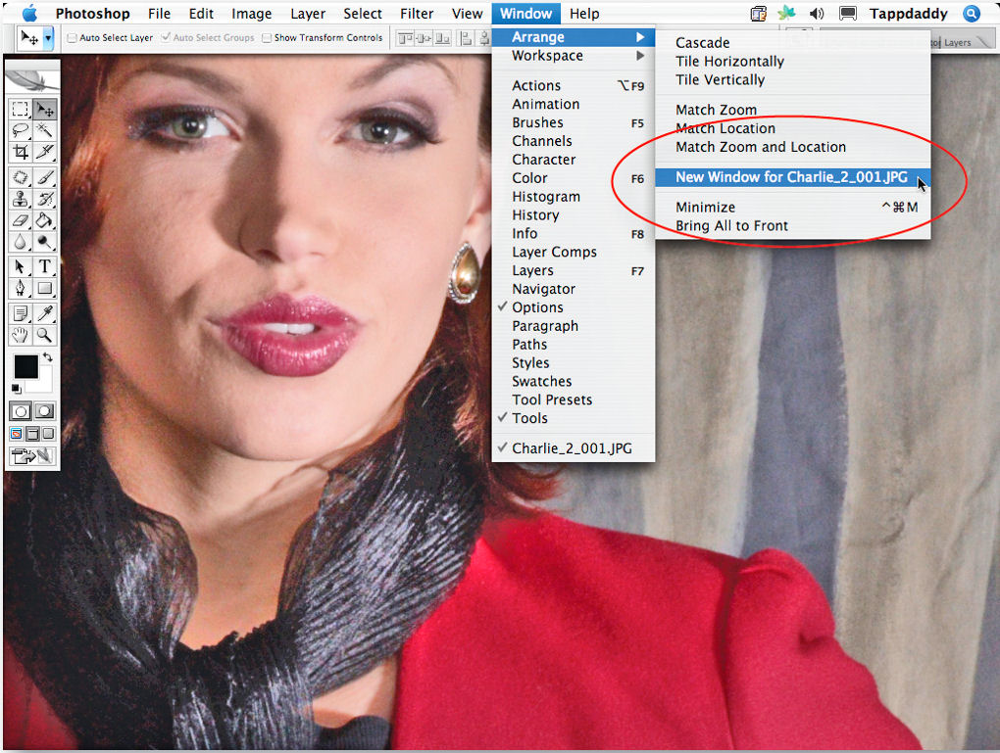 Photoshop File Edit Image Layer Select Filter View Window Help Tappdaddy
Auto Select Layer Auto Select Groups Show Transform Controls
Layers
Arrange
Workspace
Actions ⌥F9
Animation
Brushes F5
Channels
Character
Color F6
Histogram
History
Info F8
Layer Comps
Layers F7
Navigator
✓ Options
Paragraph
Paths
Styles
Swatches
Tool Presets
✓ Tools
✓ Charlie_2_001.JPG
Cascade
Tile Horizontally
Tile Vertically
Match Zoom
Match Location
Match Zoom and Location
New Window for Charlie_2_001.JPG
Minimize ^⌘M
Bring All to Front
T